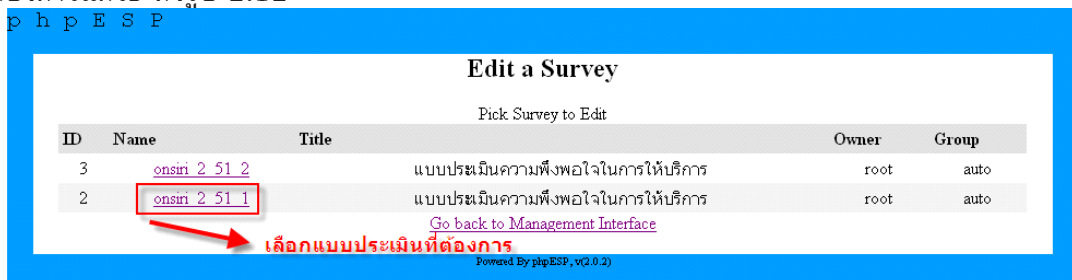 p h p E S P
Edit a Survey
Pick Survey to Edit
ID Name Title Owner Group
3 onsiri_2_51_2 แบบประเมินความพึงพอใจในการให้บริการ root auto
2 onsiri_2_51_1 แบบประเมินความพึงพอใจในการให้บริการ root auto
Go back to Management Interface
เลือกแบบประเมินที่ต้องการ
Powered By phpESP, v(2.0.2)